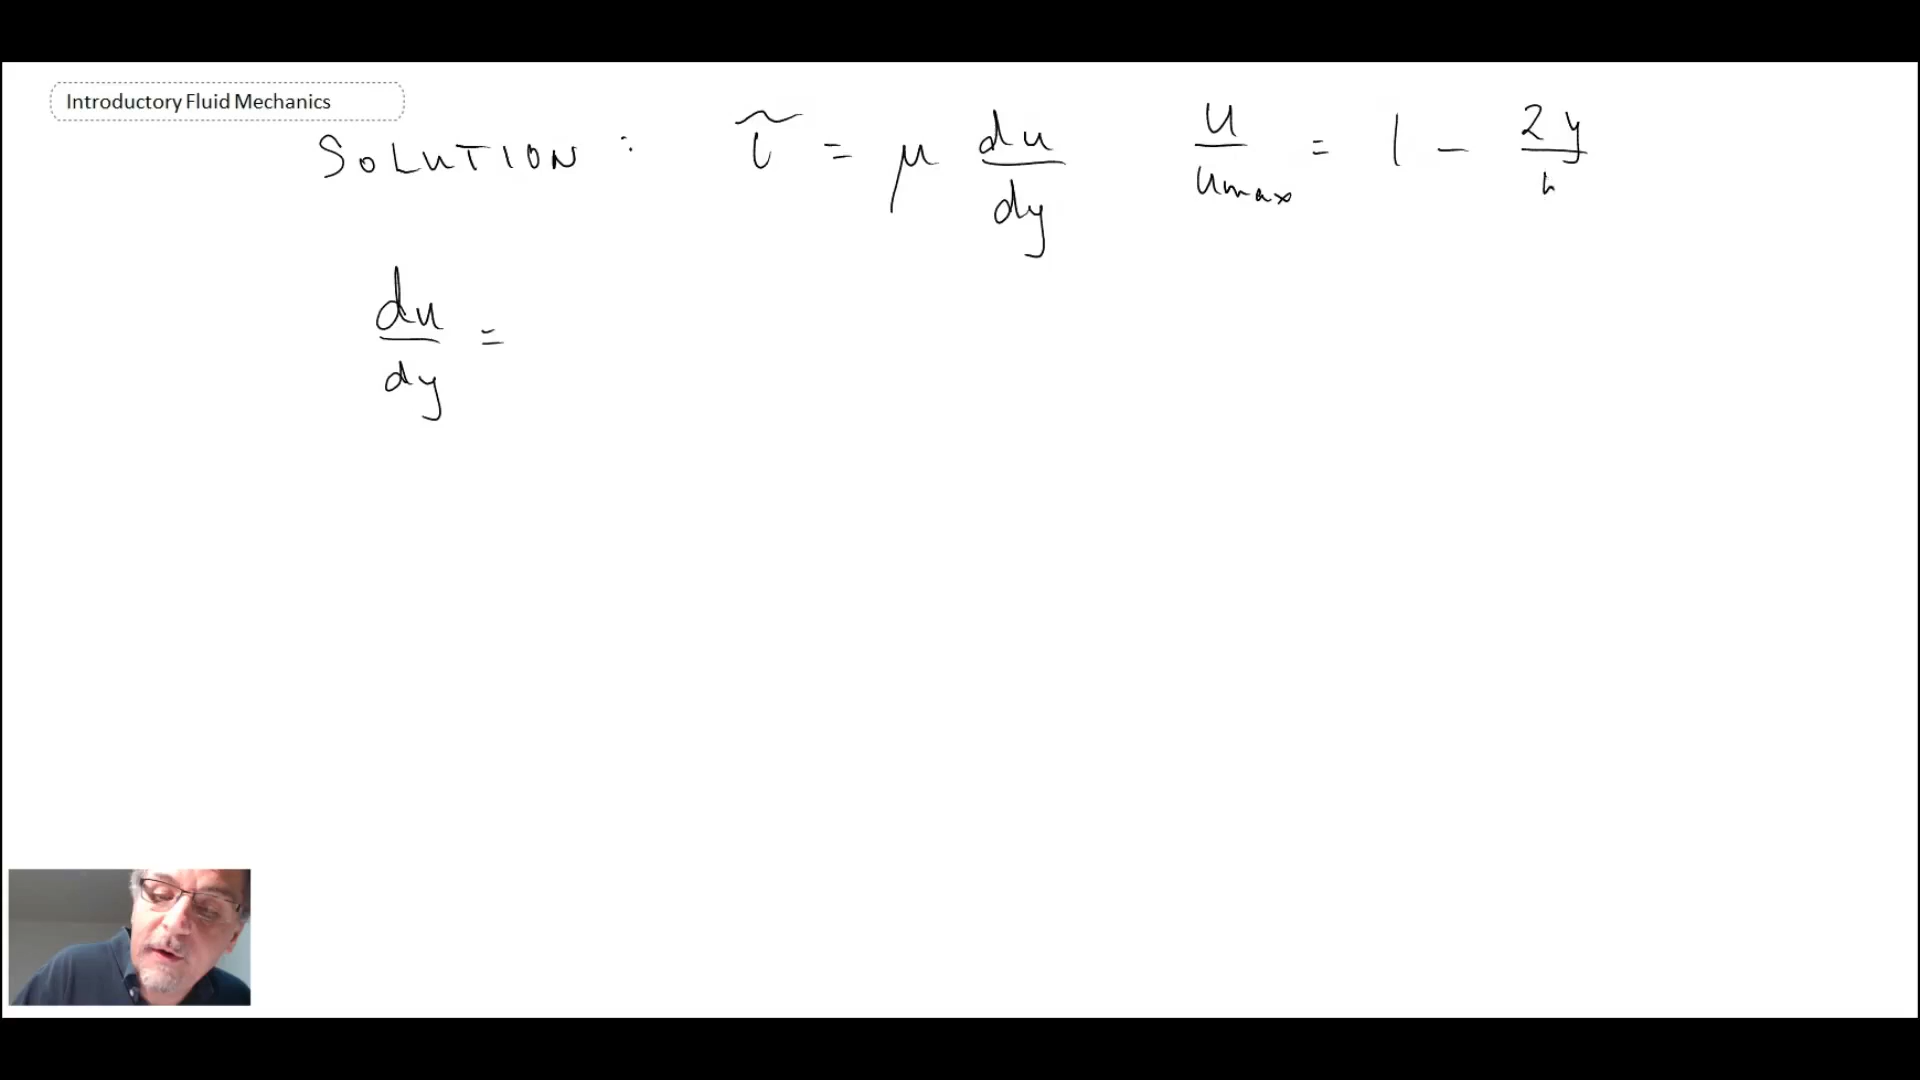 Introductory Fluid Mechanics
SOLUTION : τ = μ du/dy u/umax = 1 - 2y/h
du/dy =